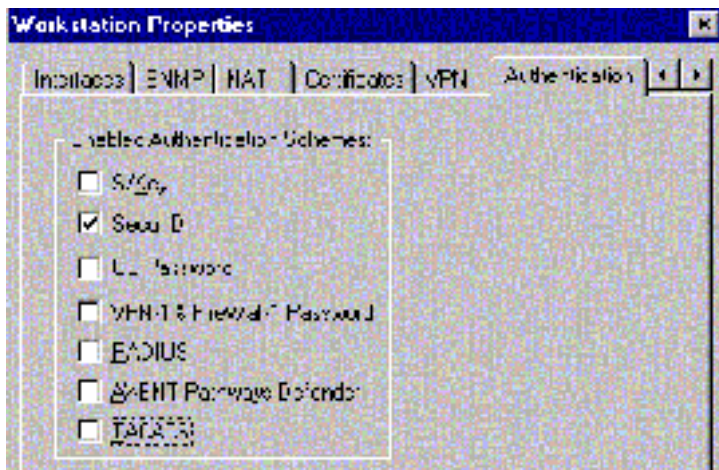 Workstation Properties
Interfaces SNMP NAT Certificates VPN Authentication
Enabled Authentication Schemes:
S/Key
SecurID
OS Password
VPN-1 & FireWall-1 Password
RADIUS
AXENT Pathways Defender
TACACS